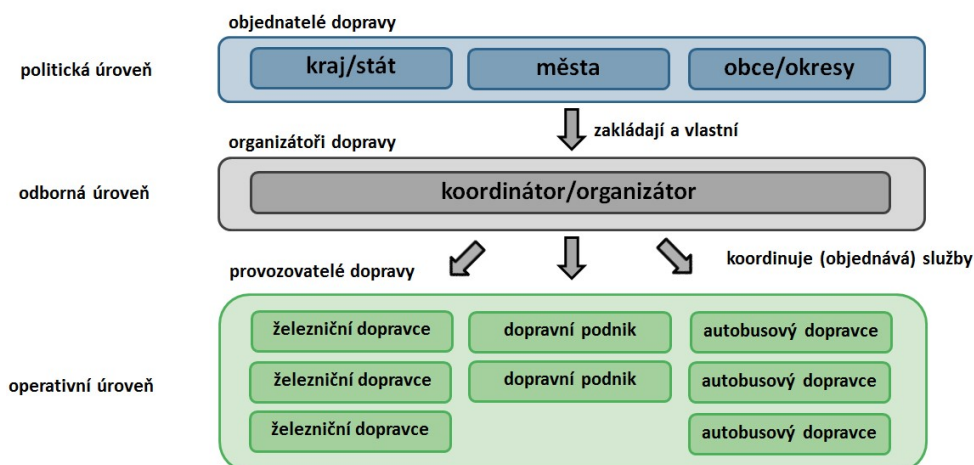 objednatelé dopravy
politická úroveň
kraj/stát
města
obce/okresy
zakládají a vlastní
organizátoři dopravy
odborná úroveň
koordinátor/organizátor
koordinuje (objednává) služby
provozovatelé dopravy
železniční dopravce
dopravní podnik
autobusový dopravce
operativní úroveň
železniční dopravce
dopravní podnik
autobusový dopravce
železniční dopravce
autobusový dopravce